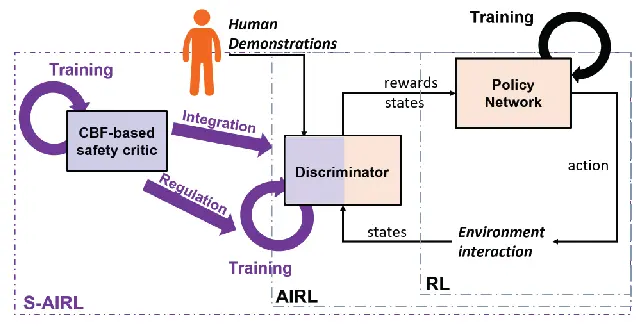 Human
Demonstrations
Training
Training
CBF-based
safety critic
Integration
Regulation
Training
Discriminator
rewards
states
Policy
Network
action
states
Environment
interaction
S-AIRL
AIRL
RL